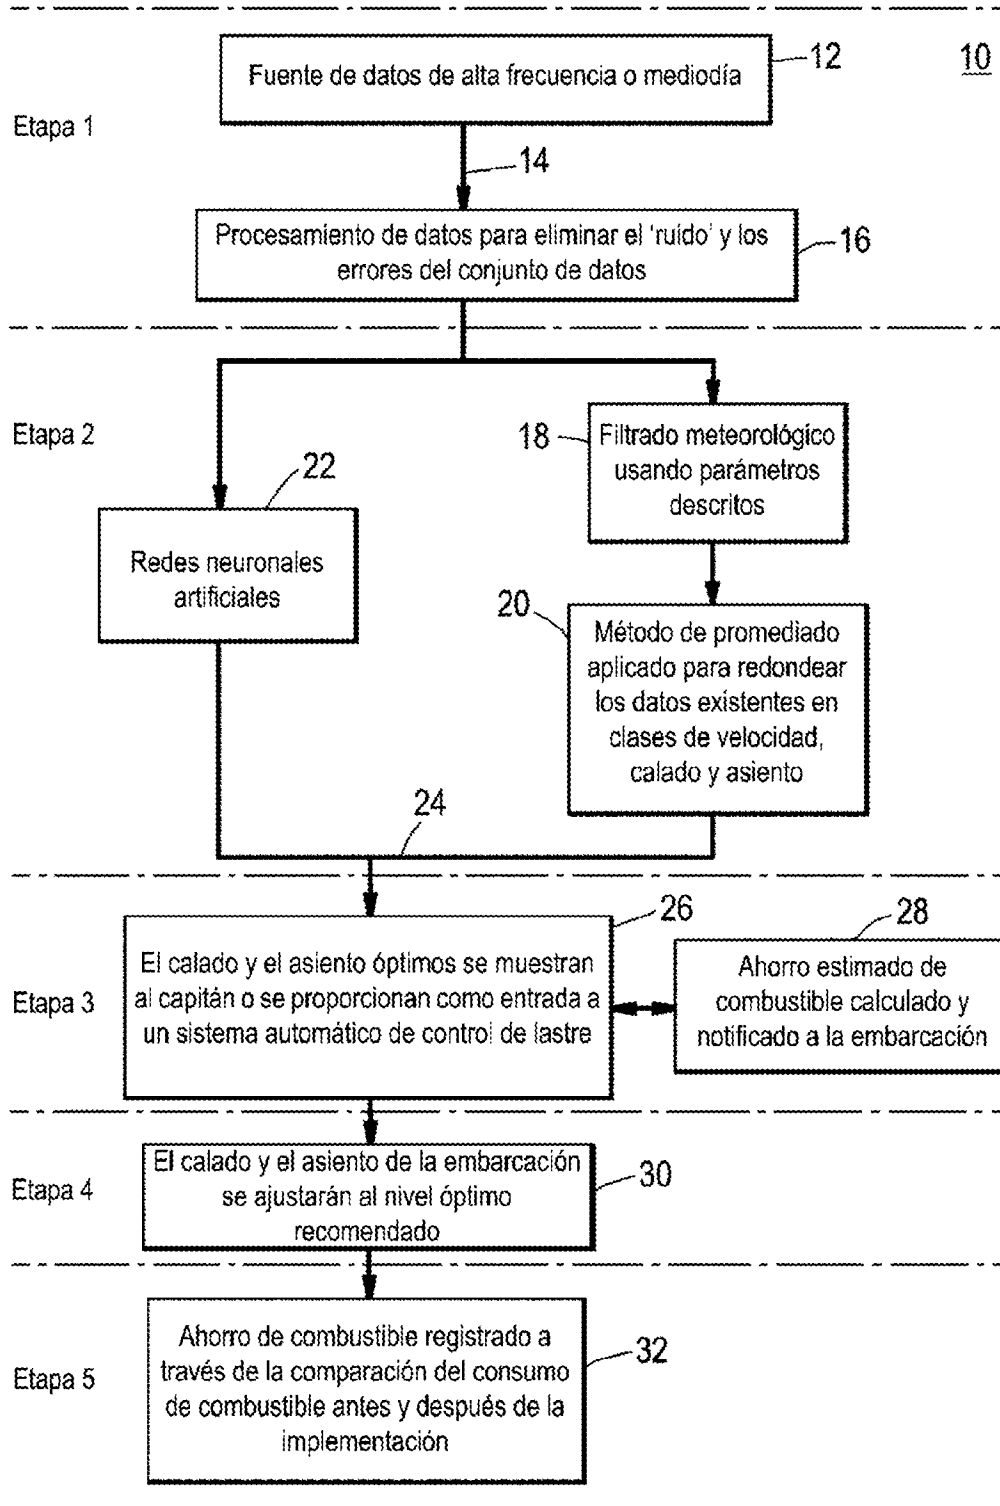 10
12
Fuente de datos de alta frecuencia o mediodía
Etapa 1
14
Procesamiento de datos para eliminar el ‘ruido’ y los
errores del conjunto de datos
16
Etapa 2
18
Filtrado meteorológico
usando parámetros
descritos
22
Redes neuronales
artificiales
20
Método de promediado
aplicado para redondear
los datos existentes en
clases de velocidad,
calado y asiento
24
Etapa 3
26
El calado y el asiento óptimos se muestran
al capitán o se proporcionan como entrada a
un sistema automático de control de lastre
28
Ahorro estimado de
combustible calculado y
notificado a la embarcación
Etapa 4
El calado y el asiento de la embarcación
se ajustarán al nivel óptimo
recomendado
30
Etapa 5
Ahorro de combustible registrado a
través de la comparación del consumo
de combustible antes y después de la
implementación
32